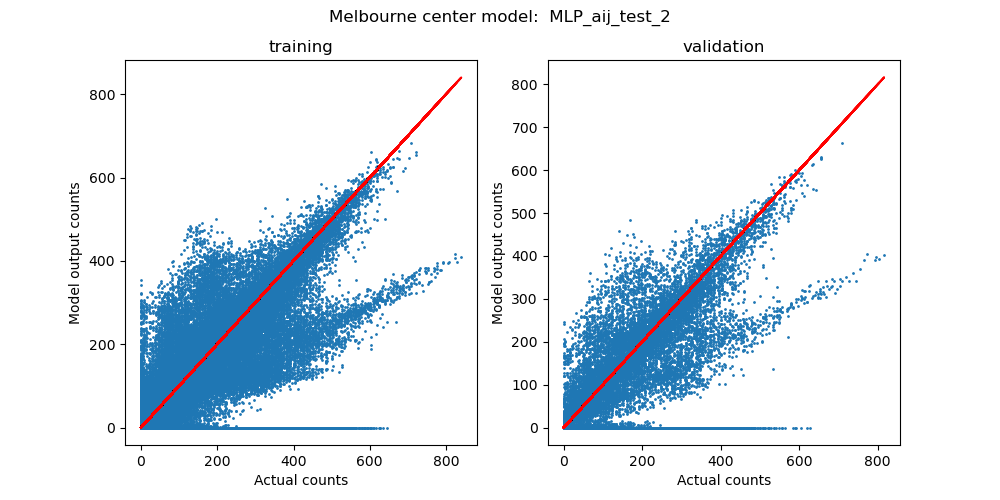 Melbourne center model:  MLP_aij_test_2
training
validation
Model output counts
800
600
400
200
0
0 200 400 600 800
Actual counts
Model output counts
800
700
600
500
400
300
200
100
0
0 200 400 600 800
Actual counts